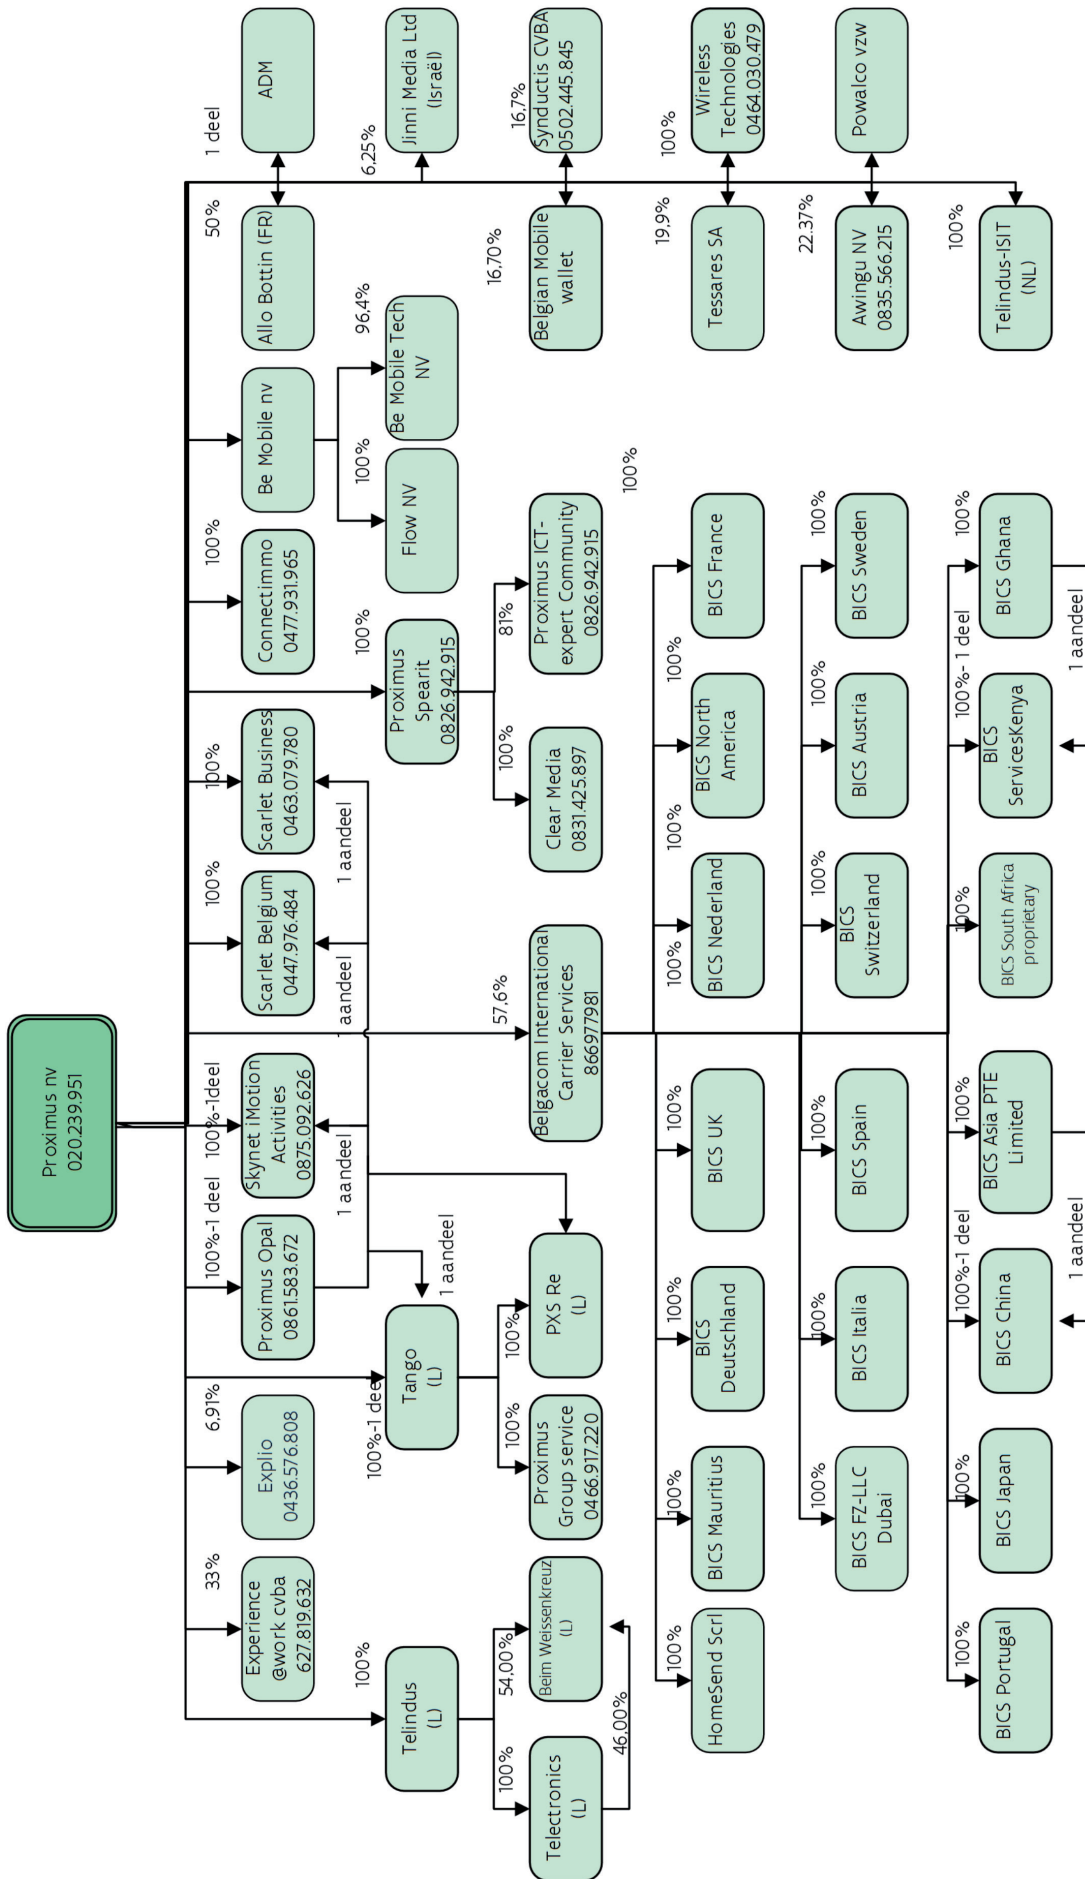 Proximus nv
020.239.951
33%
Experience
@work cvba
627.819.632
6,91%
Explio
0436.576.808
100%-1 deel
Proximus Opal
0861.583.672
100%-1deel
Skynet iMotion
Activities
0875.092.626
100%
Scarlet Belgium
0447.976.484
100%
Scarlet Business
0463.079.780
100%
Connectimmo
0477.931.965
Be Mobile nv
50%
Allo Bottin (FR)
1 deel
ADM
1 aandeel
1 aandeel
1 aandeel
100%
Telindus
(L)
100%-1 dee
Tango
(L)
1 aandeel
100%
Proximus
Spearit
0826.942.915
100%
Flow NV
96,4%
Be Mobile Tech
NV
6,25%
Jinni Media Ltd
(Israël)
100%
Telectronics
(L)
54,00%
Beim Weissenkreuz
(L)
46,00%
100%
Proximus
Group service
0466.917.220
100%
PXS Re
(L)
57,6%
Belgacom International
Carrier Services
866977981
100%
Clear Media
0831.425.897
81%
Proximus ICT-
expert Community
0826.942.915
16,70%
Belgian Mobile
wallet
16,7%
Synductis CVBA
0502.445.845
100%
HomeSend Scrl
100%
BICS Mauritius
100%
BICS
Deutschland
100%
BICS UK
100%
BICS Nederland
100%
BICS North
America
100%
BICS France
100%
19,9%
Tessares SA
100%
Wireless
Technologies
0464.030.479
100%
BICS FZ-LLC
Dubai
100%
BICS Italia
100%
BICS Spain
100%
BICS
Switzerland
100%
BICS Austria
100%
BICS Sweden
22.37%
Awingu NV
0835.566.215
Powalco vzw
100%
BICS Portugal
100%
BICS Japan
100%-1 deel
BICS China
100%
BICS Asia PTE
Limited
100%
BICS South Africa
proprietary
100%- 1 deel
BICS
ServicesKenya
100%
BICS Ghana
100%
Telindus-ISIT
(NL)
1 aandeel
1 aandeel